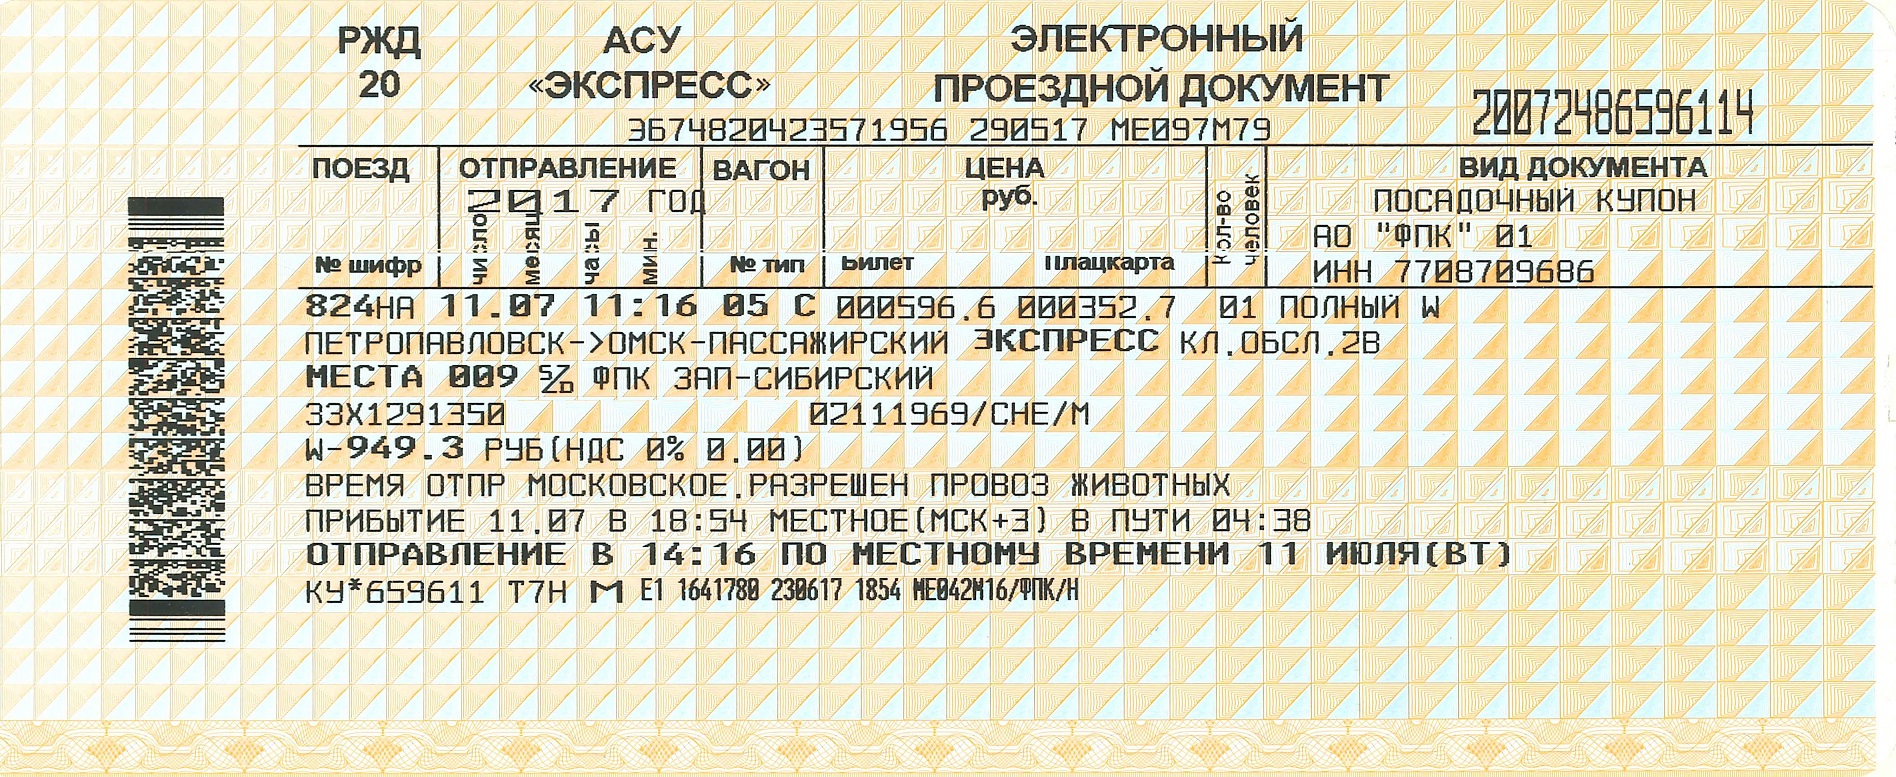 РЖД АСУ ЭЛЕКТРОННЫЙ
20 «ЭКСПРЕСС» ПРОЕЗДНОЙ ДОКУМЕНТ
20072486596114
ЭБ74820423571956 290517 МЕ097М79
ПОЕЗД ОТПРАВЛЕНИЕ ВАГОН ЦЕНА ВИД ДОКУМЕНТА
2017 ГОД руб. Кол-во человек ПОСАДОЧНЫЙ КУПОН
число месяц часы мин. АО "ФПК" 01
№ шифр № тип Билет Плацкарта ИНН 7708709686
824НА 11.07 11:16 05 С 000596.6 000352.7 01 ПОЛНЫЙ W
ПЕТРОПАВЛОВСК->ОМСК-ПАССАЖИРСКИЙ ЭКСПРЕСС КЛ.ОБСЛ.2В
МЕСТА 009 ФПК ЗАП-СИБИРСКИЙ
ЗЗХ1291350 02111969/CHE/М
W-949.3 РУБ(НДС 0% 0.00)
ВРЕМЯ ОТПР МОСКОВСКОЕ.РАЗРЕШЕН ПРОВОЗ ЖИВОТНЫХ
ПРИБЫТИЕ 11.07 В 18:54 МЕСТНОЕ(МСК+3) В ПУТИ 04:38
ОТПРАВЛЕНИЕ В 14:16 ПО МЕСТНОМУ ВРЕМЕНИ 11 ИЮЛЯ(ВТ)
КУ*659611 Т7Н М Е1 1641780 230617 1854 МЕ042М16/ФПК/Н